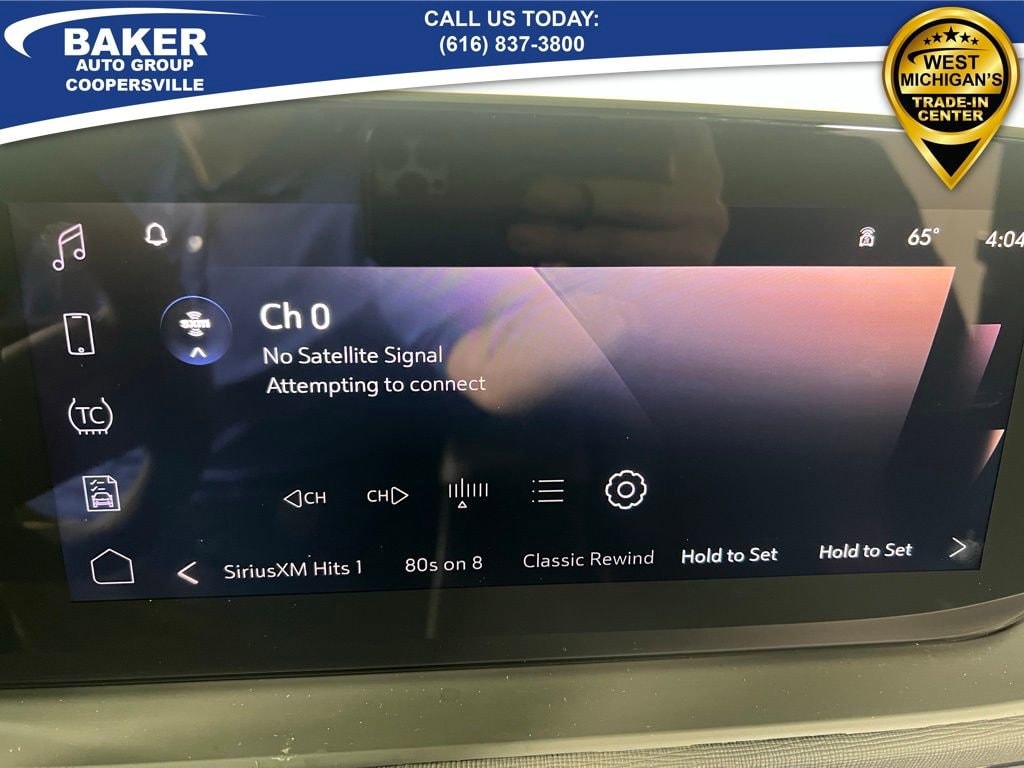 BAKER
AUTO GROUP
COOPERSVILLE
CALL US TODAY:
(616) 837-3800
WEST
MICHIGAN'S
TRADE-IN
CENTER
65° 4:04
SXM
Ch 0
No Satellite Signal
Attempting to connect
TC
CH CH
SiriusXM Hits 1 80s on 8 Classic Rewind Hold to Set Hold to Set